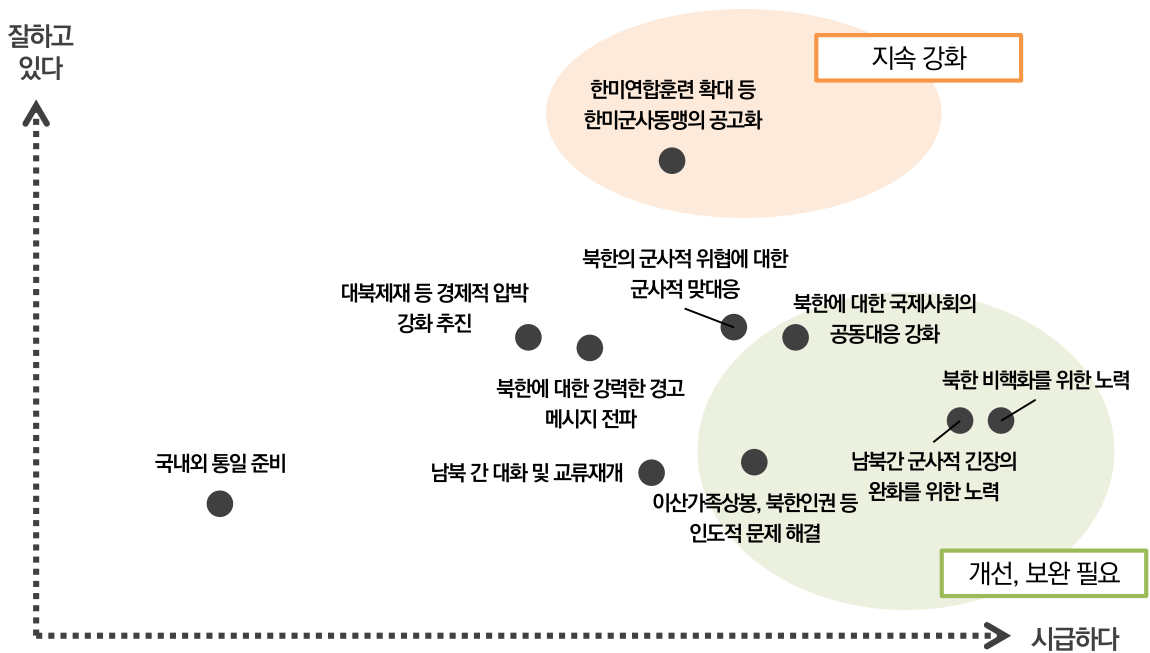 잘하고
있다
지속 강화
한미연합훈련 확대 등
한미군사동맹의 공고화
북한의 군사적 위협에 대한
군사적 맞대응
대북제재 등 경제적 압박
강화 추진
북한에 대한 국제사회의
공동대응 강화
북한에 대한 강력한 경고
메시지 전파
북한 비핵화를 위한 노력
국내외 통일 준비
남북 간 대화 및 교류재개
남북간 군사적 긴장의
완화를 위한 노력
이산가족상봉, 북한인권 등
인도적 문제 해결
개선, 보완 필요
시급하다